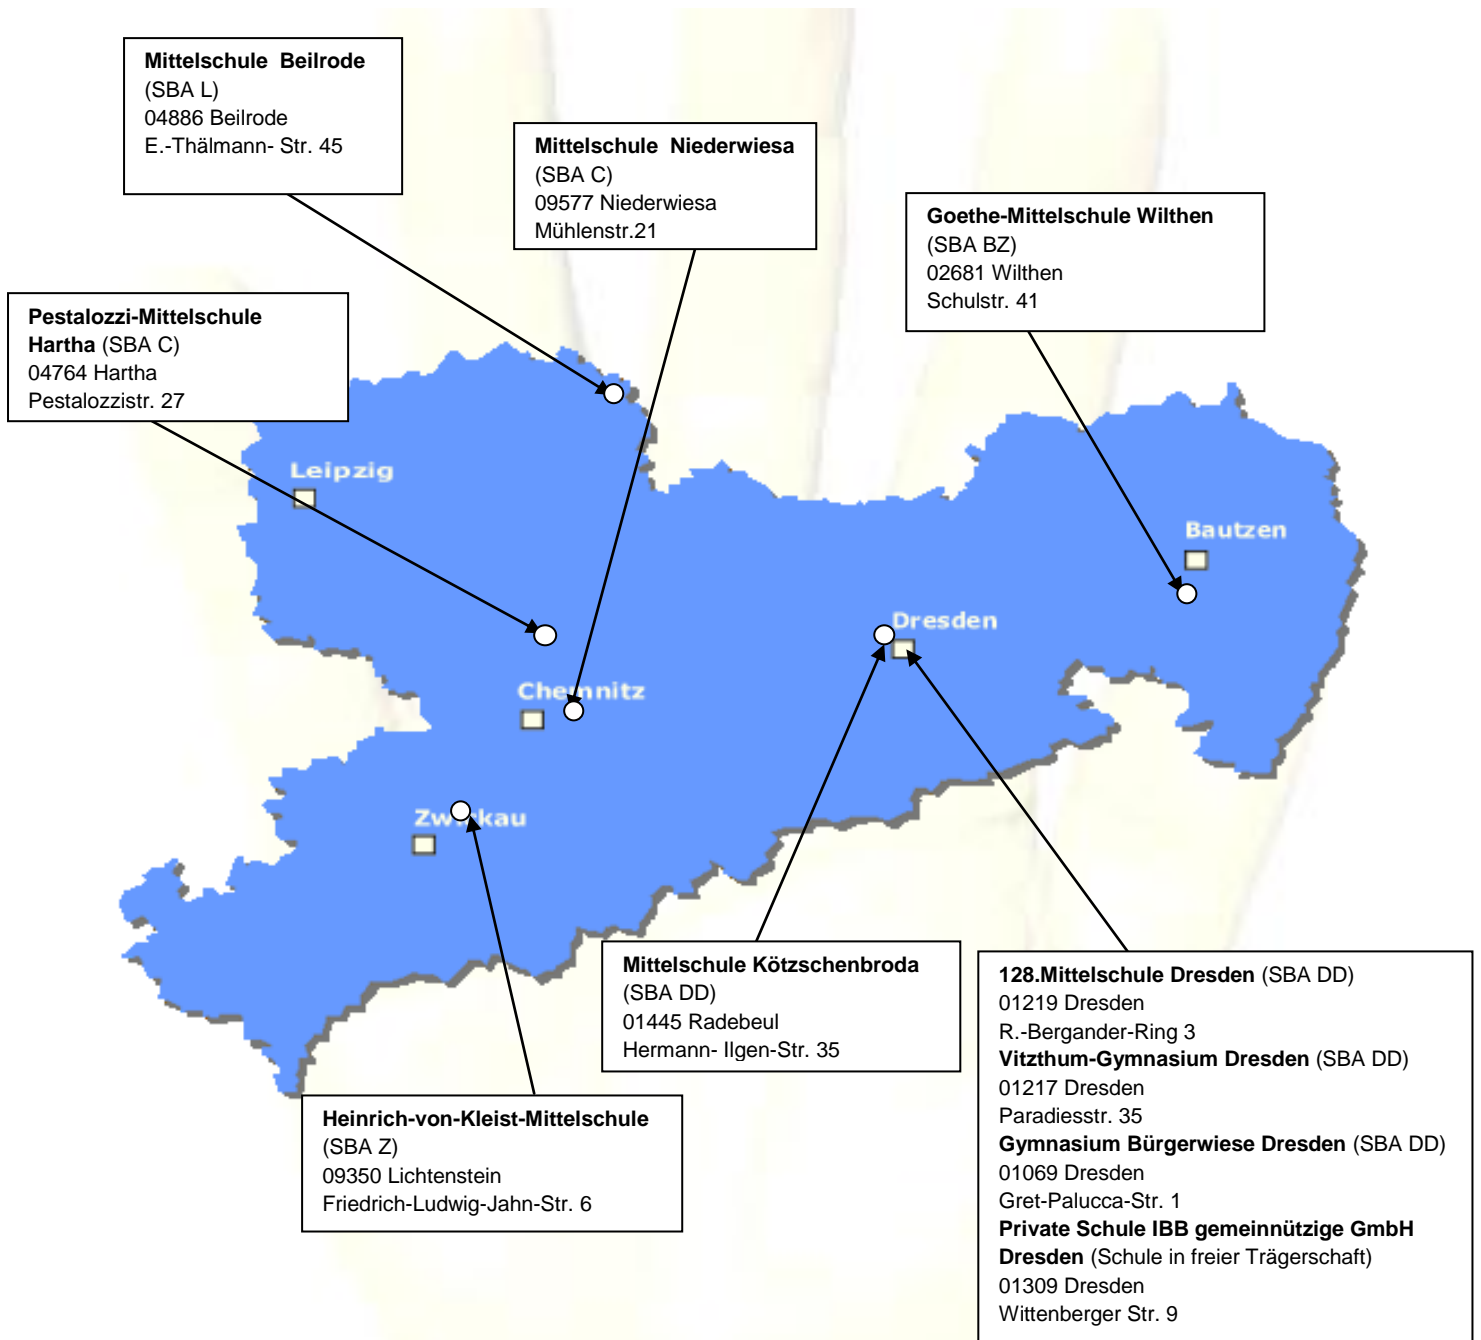 Mittelschule Beilrode
(SBA L)
04886 Beilrode
E.-Thälmann- Str. 45
Mittelschule Niederwiesa
(SBA C)
09577 Niederwiesa
Mühlenstr.21
Goethe-Mittelschule Wilthen
(SBA BZ)
02681 Wilthen
Schulstr. 41
Pestalozzi-Mittelschule
Hartha (SBA C)
04764 Hartha
Pestalozzistr. 27
Leipzig
Bautzen
Dresden
Chemnitz
Zwickau
Mittelschule Kötzschenbroda
(SBA DD)
01445 Radebeul
Hermann- Ilgen-Str. 35
128.Mittelschule Dresden (SBA DD)
01219 Dresden
R.-Bergander-Ring 3
Vitzthum-Gymnasium Dresden (SBA DD)
01217 Dresden
Paradiesstr. 35
Gymnasium Bürgerwiese Dresden (SBA DD)
01069 Dresden
Gret-Palucca-Str. 1
Private Schule IBB gemeinnützige GmbH
Dresden (Schule in freier Trägerschaft)
01309 Dresden
Wittenberger Str. 9
Heinrich-von-Kleist-Mittelschule
(SBA Z)
09350 Lichtenstein
Friedrich-Ludwig-Jahn-Str. 6